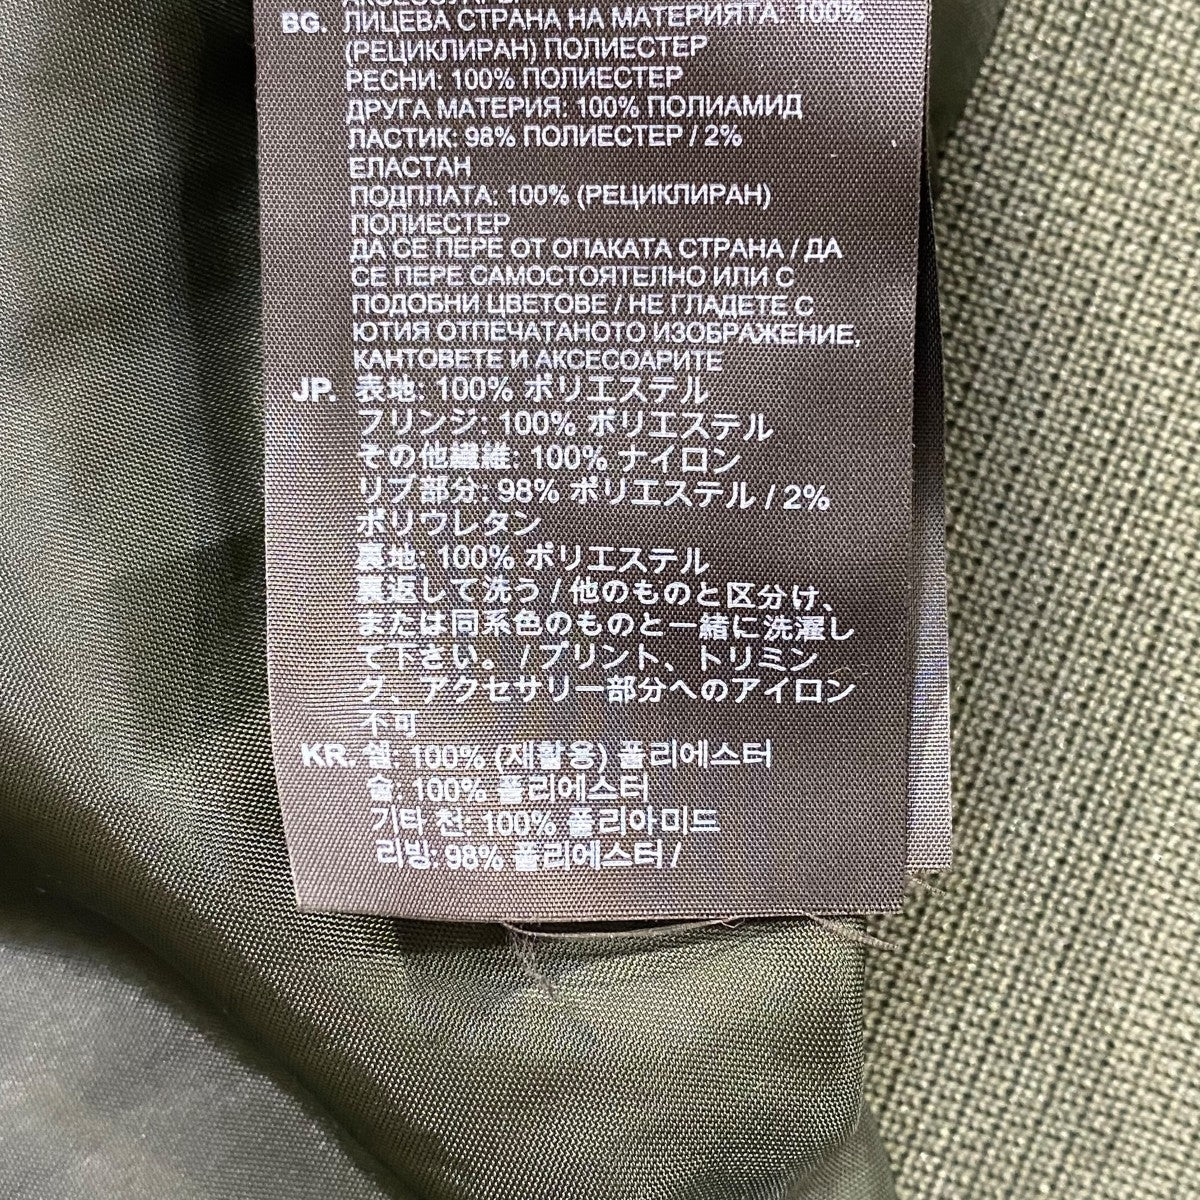 BG. ЛИЦЕВА СТРАНА НА МАТЕРИЯТА: 100%
(РЕЦИКЛИРАН) ПОЛИЕСТЕР
РЕСНИ: 100% ПОЛИЕСТЕР
ДРУГА МАТЕРИЯ: 100% ПОЛИАМИД
ЛАСТИК: 98% ПОЛИЕСТЕР / 2%
ЕЛАСТАН
ПОДПЛАТА: 100% (РЕЦИКЛИРАН)
ПОЛИЕСТЕР
ДА СЕ ПЕРЕ ОТ ОПАКАТА СТРАНА / ДА
СЕ ПЕРЕ САМОСТОЯТЕЛНО ИЛИ С
ПОДОБНИ ЦВЕТОВЕ / НЕ ГЛАДЕТЕ С
ЮТИЯ ОТПЕЧАТАНОТО ИЗОБРАЖЕНИЕ,
КАНТОВЕТЕ И АКСЕСОАРИТЕ
JP. 表地: 100% ポリエステル
フリンジ: 100% ポリエステル
その他繊維: 100% ナイロン
リブ部分: 98% ポリエステル / 2%
ポリウレタン
裏地: 100% ポリエステル
裏返して洗う / 他のものと区分け、
または同系色のものと一緒に洗濯し
て下さい。 / プリント、トリミン
グ、アクセサリー部分へのアイロン
不可
KR. 쉘: 100% (재활용) 폴리에스터
술: 100% 폴리에스터
기타 천: 100% 폴리아미드
리빙: 98% 폴리에스터 /